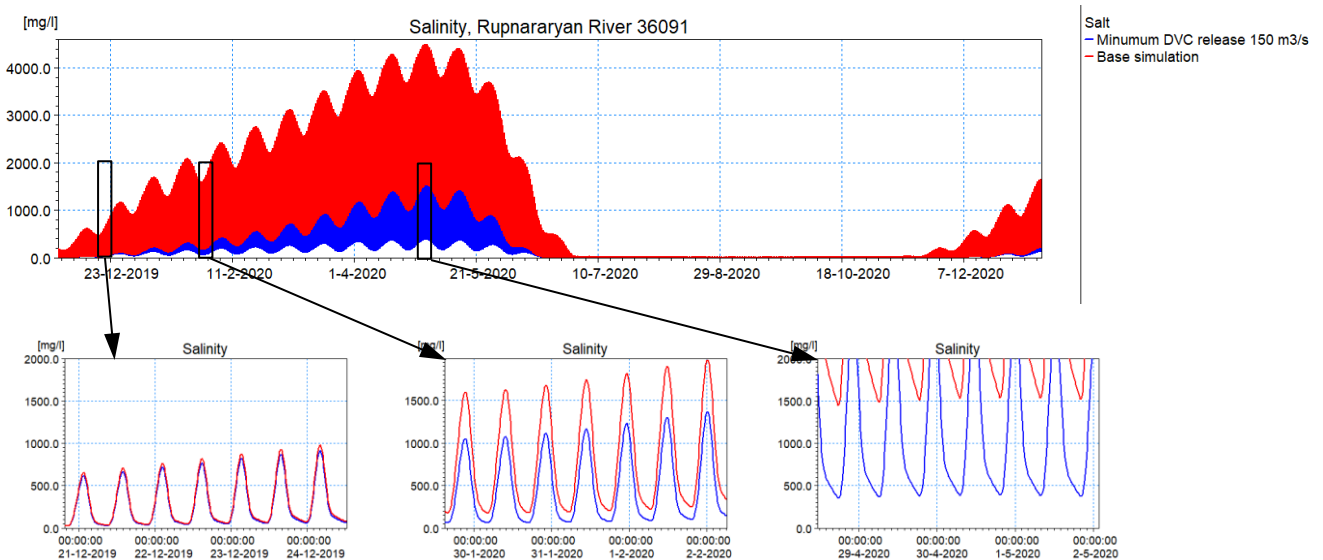 [mg/l]
Salinity, Rupnararyan River 36091
4000.0
3000.0
2000.0
1000.0
0.0
23-12-2019 11-2-2020 1-4-2020 21-5-2020 10-7-2020 29-8-2020 18-10-2020 7-12-2020
Salt
Minumum DVC release 150 m3/s
Base simulation
[mg/l]
Salinity
2000.0
1500.0
1000.0
500.0
0.0
00:00:00 00:00:00 00:00:00 00:00:00
21-12-2019 22-12-2019 23-12-2019 24-12-2019
[mg/l]
Salinity
2000.0
1500.0
1000.0
500.0
0.0
00:00:00 00:00:00 00:00:00 00:00:00
30-1-2020 31-1-2020 1-2-2020 2-2-2020
[mg/l]
Salinity
2000.0
1500.0
1000.0
500.0
0.0
00:00:00 00:00:00 00:00:00 00:00:00
29-4-2020 30-4-2020 1-5-2020 2-5-2020